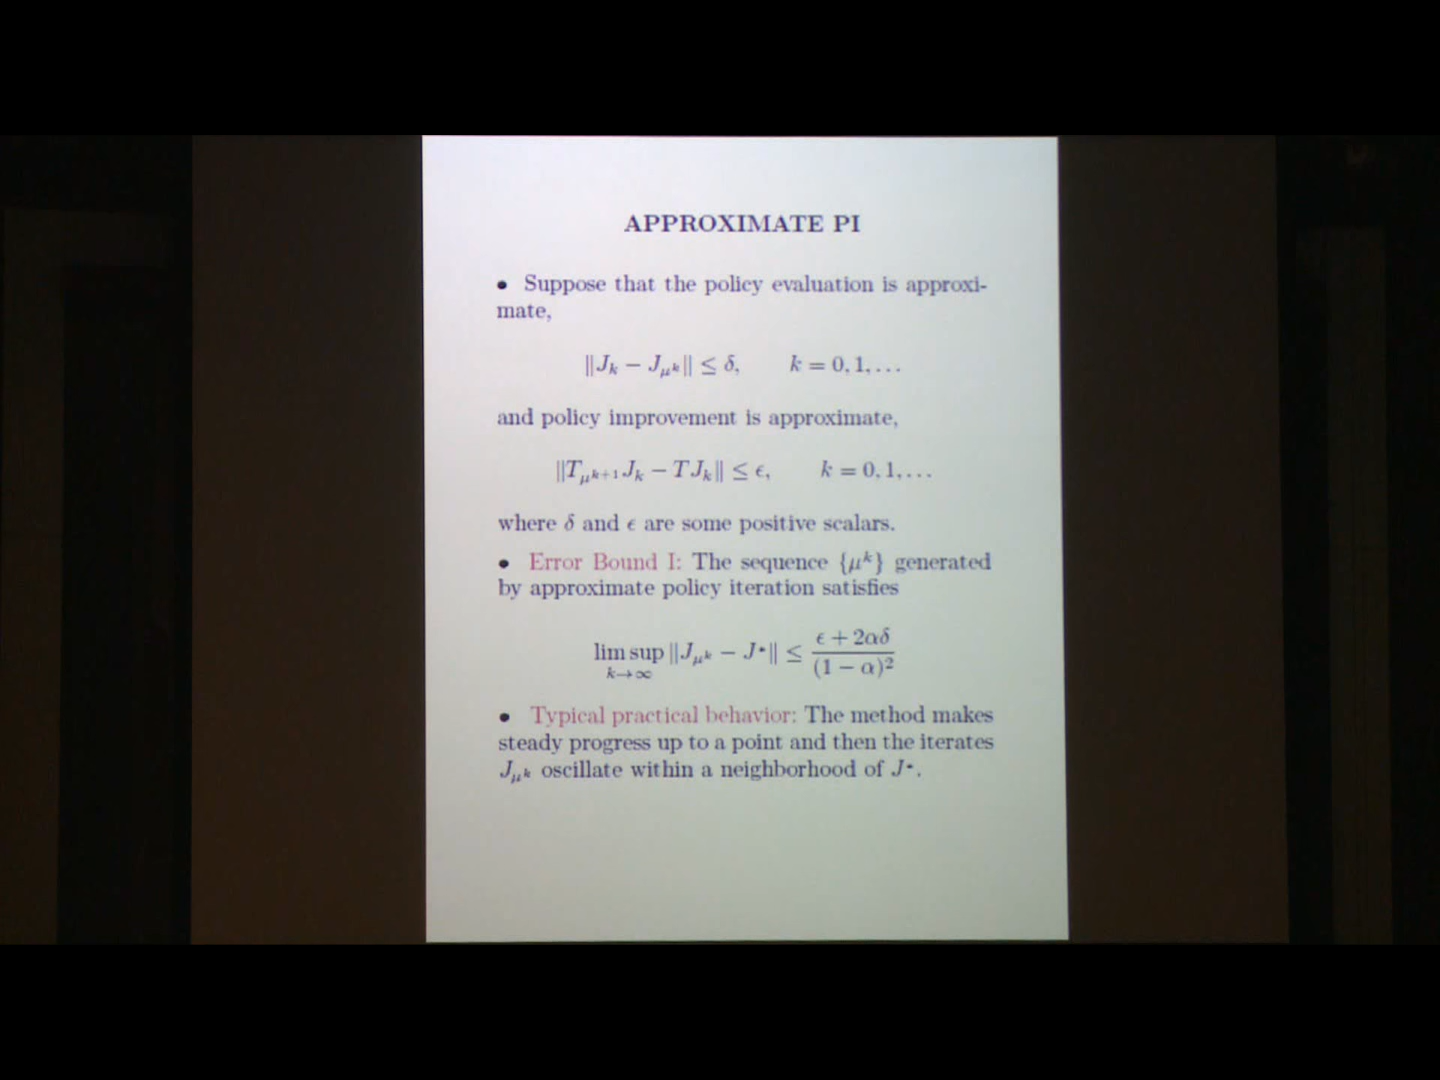 APPROXIMATE PI
• Suppose that the policy evaluation is approxi-
mate,
‖J_k − J_{μ^k}‖ ≤ δ, k = 0, 1, . . .
and policy improvement is approximate,
‖T_{μ^{k+1}} J_k − T J_k‖ ≤ ϵ, k = 0, 1, . . .
where δ and ϵ are some positive scalars.
• Error Bound I: The sequence {μ^k} generated
by approximate policy iteration satisfies
lim sup_{k→∞} ‖J_{μ^k} − J*‖ ≤ (ϵ + 2αδ) / (1 − α)²
• Typical practical behavior: The method makes
steady progress up to a point and then the iterates
J_{μ^k} oscillate within a neighborhood of J*.